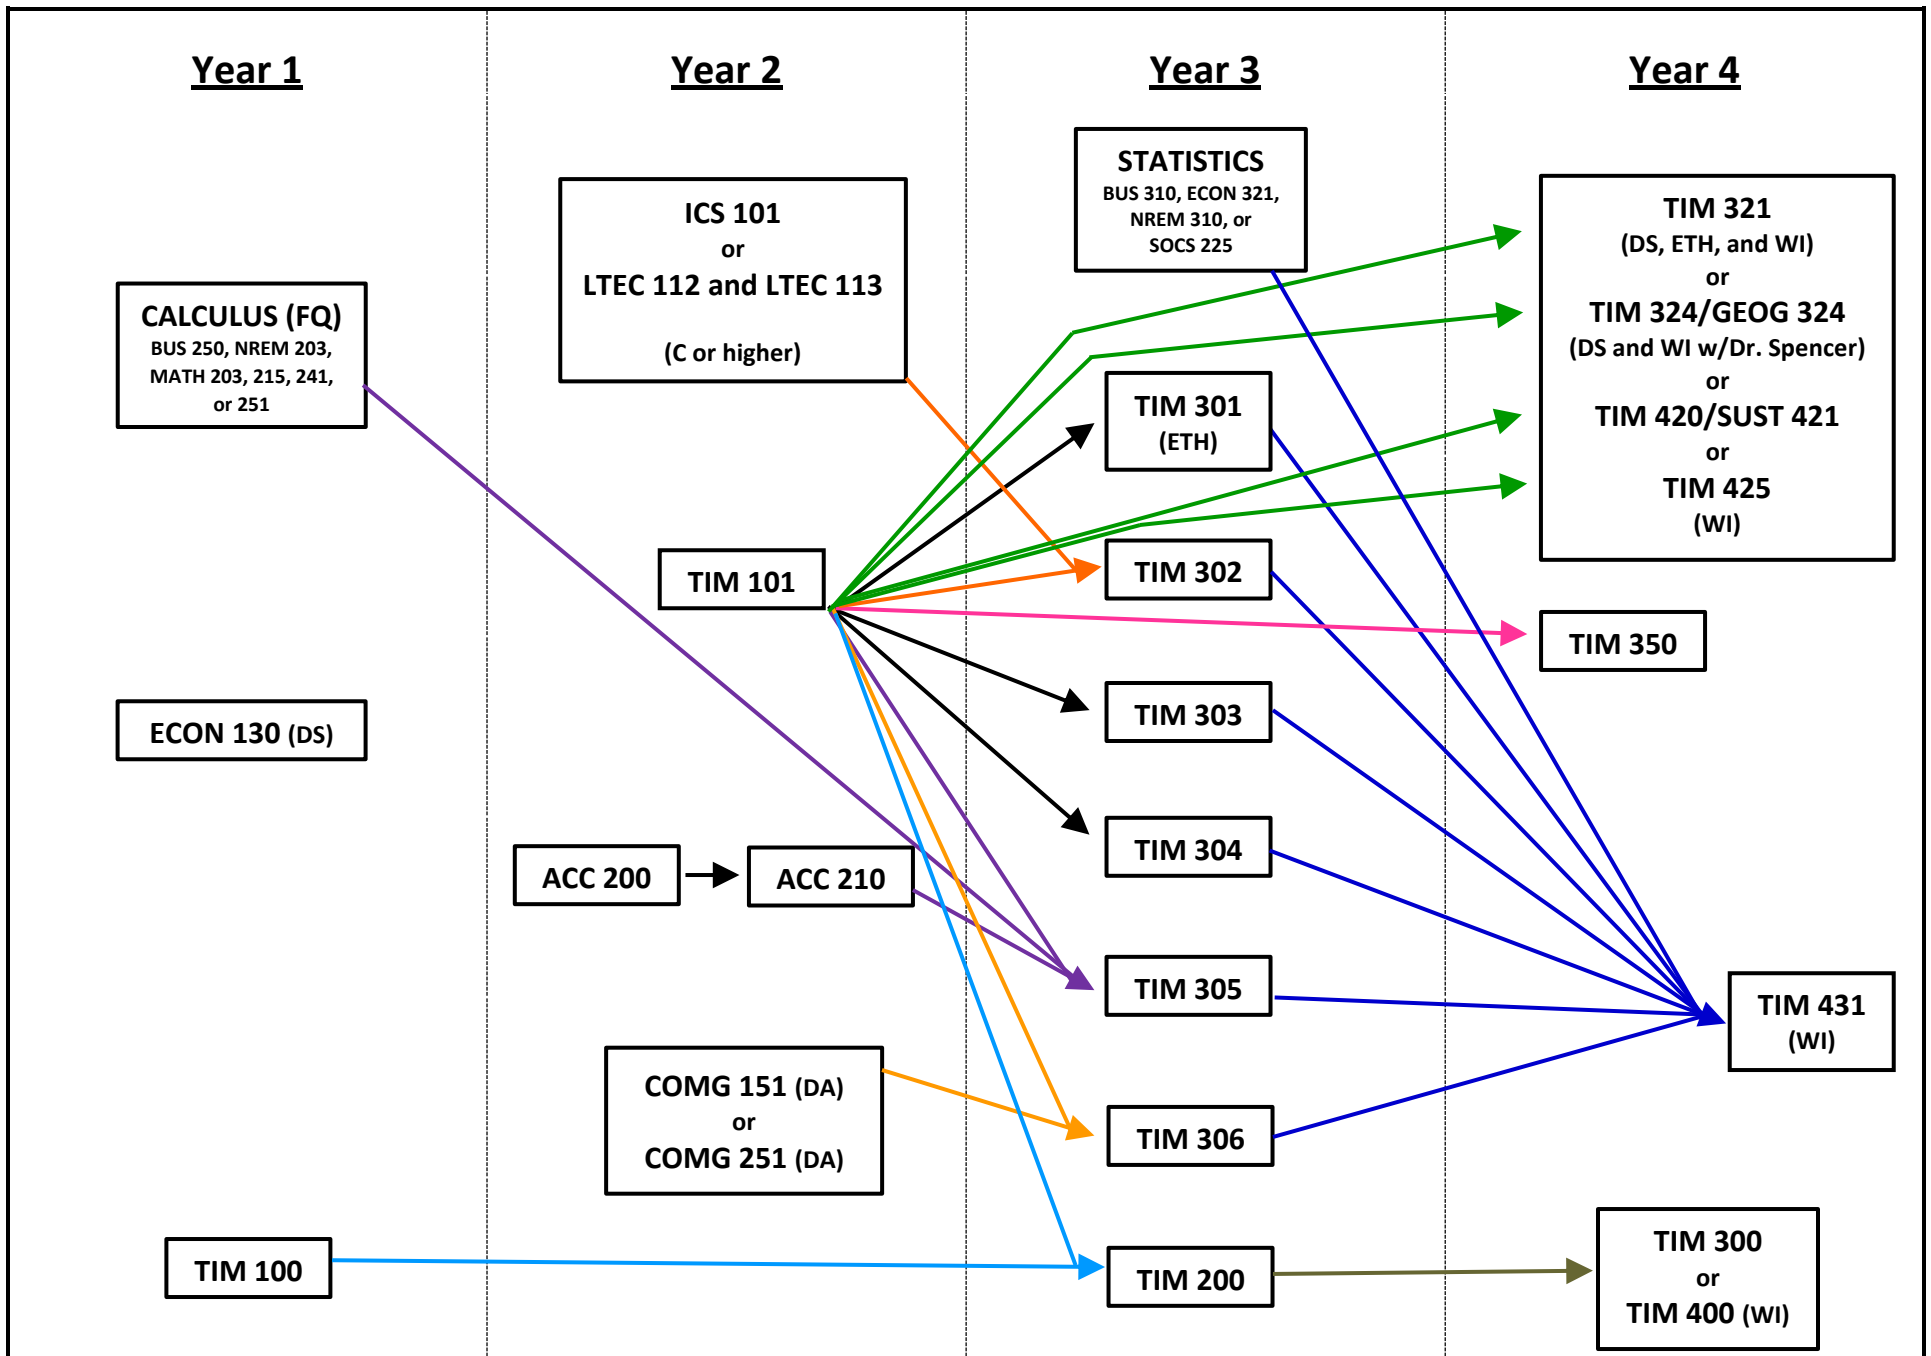 Year 1
CALCULUS (FQ)
BUS 250, NREM 203,
MATH 203, 215, 241,
or 251
ECON 130 (DS)
TIM 100
Year 2
ICS 101
or
LTEC 112 and LTEC 113
(C or higher)
TIM 101
ACC 200
ACC 210
COMG 151 (DA)
or
COMG 251 (DA)
Year 3
STATISTICS
BUS 310, ECON 321,
NREM 310, or
SOCS 225
TIM 301
(ETH)
TIM 302
TIM 303
TIM 304
TIM 305
TIM 306
TIM 200
Year 4
TIM 321
(DS, ETH, and WI)
or
TIM 324/GEOG 324
(DS and WI w/Dr. Spencer)
or
TIM 420/SUST 421
or
TIM 425
(WI)
TIM 350
TIM 431
(WI)
TIM 300
or
TIM 400 (WI)